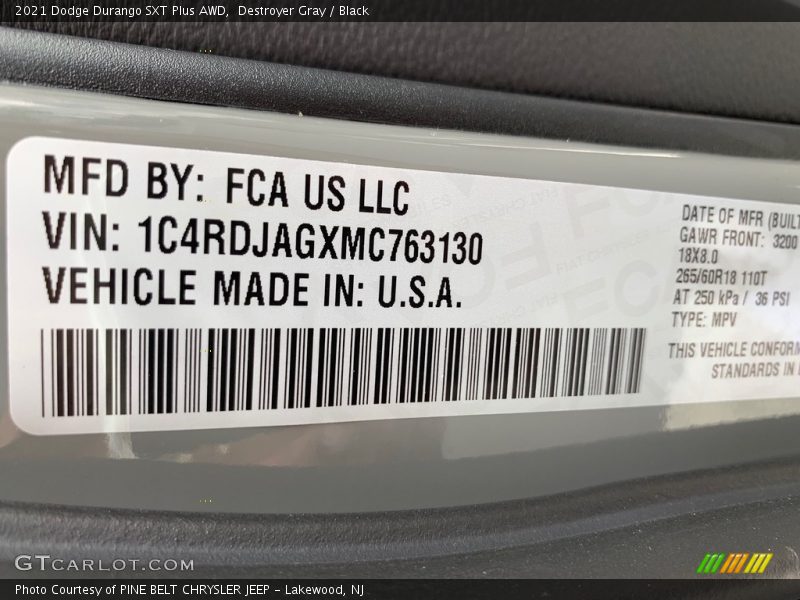 2021 Dodge Durango SXT Plus AWD,  Destroyer Gray / Black
MFD BY: FCA US LLC
VIN: 1C4RDJAGXMC763130
VEHICLE MADE IN: U.S.A.
DATE OF MFR (BUILT
GAWR FRONT: 3200
18X8.0
265/60R18 110T
AT 250 kPa / 36 PSI
TYPE: MPV
THIS VEHICLE CONFORM
STANDARDS IN
GTCARLOT.COM
Photo Courtesy of PINE BELT CHRYSLER JEEP - Lakewood, NJ